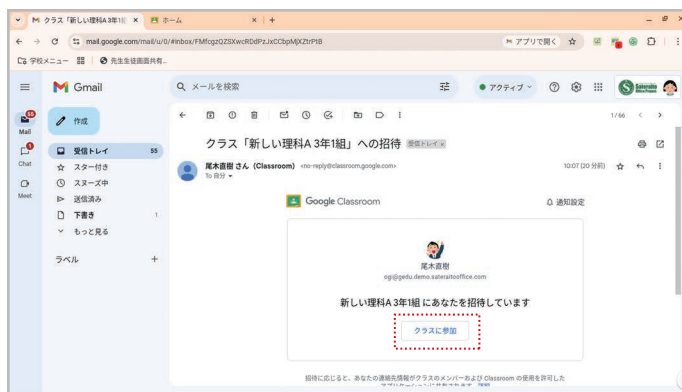 クラス「新しい理科A 3年1組
ホーム
mail.google.com/mail/u/0/#inbox/FMfcgzQZSXwcRDdPzJxCCbpMjXZtrPtB
アプリで開く
学校メニュー
先生生徒画面共有_
Gmail
メールを検索
アクティブ
作成
1/66
Mail
Chat
Meet
受信トレイ 55
スター付き
スヌーズ中
送信済み
下書き 1
もっと見る
ラベル
クラス「新しい理科A 3年1組」への招待 受信トレイ ×
尾木直樹 さん (Classroom) <no-reply@classroom.google.com>
To 自分
10:07 (20 分前)
Google Classroom
通知設定
尾木直樹
ogi@gedu.demo.sateraitooffice.com
新しい理科A 3年1組 にあなたを招待しています
クラスに参加
招待に応じると、あなたの連絡先情報がクラスのメンバーおよび Classroom の使用を許可した